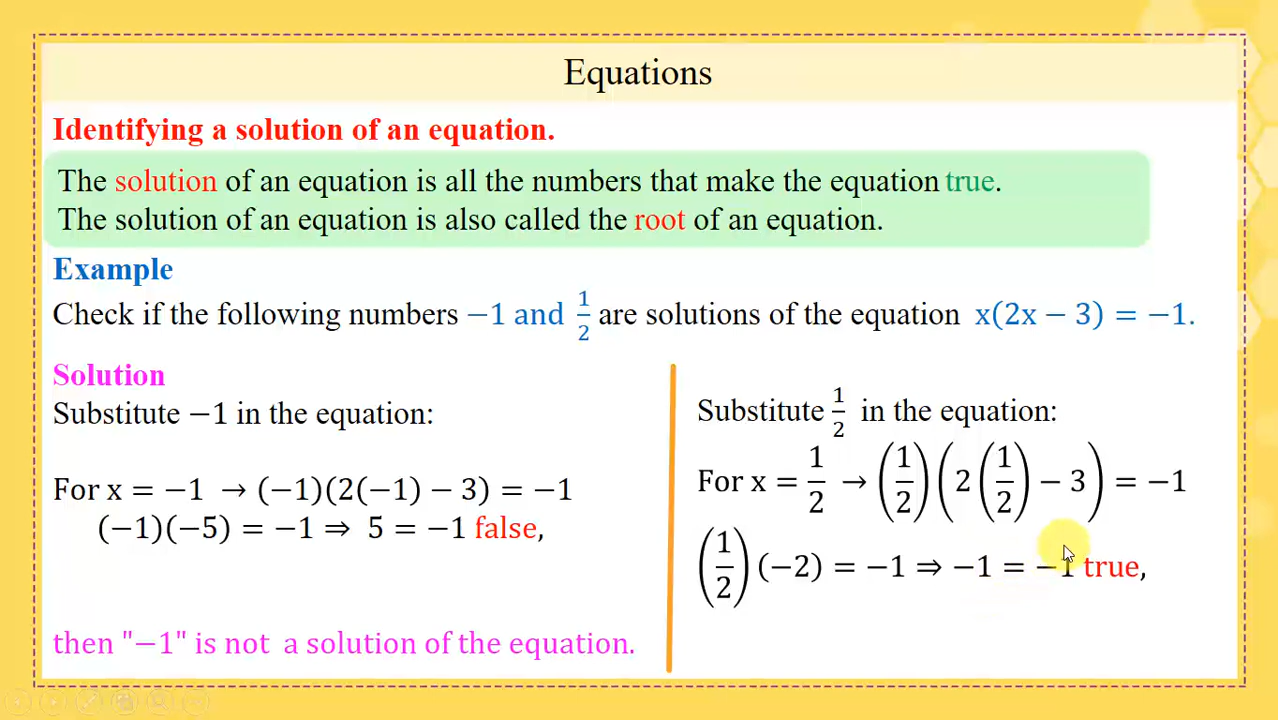 Equations
Identifying a solution of an equation.
The solution of an equation is all the numbers that make the equation true.
The solution of an equation is also called the root of an equation.
Example
Check if the following numbers −1 and 1/2 are solutions of the equation x(2x − 3) = −1.
Solution
Substitute −1 in the equation:
For x = −1 → (−1)(2(−1) − 3) = −1
(−1)(−5) = −1 ⇒ 5 = −1 false,
then "−1" is not a solution of the equation.
Substitute 1/2 in the equation:
For x = 1/2 → (1/2)(2(1/2) − 3) = −1
(1/2)(−2) = −1 ⇒ −1 = −1 true,